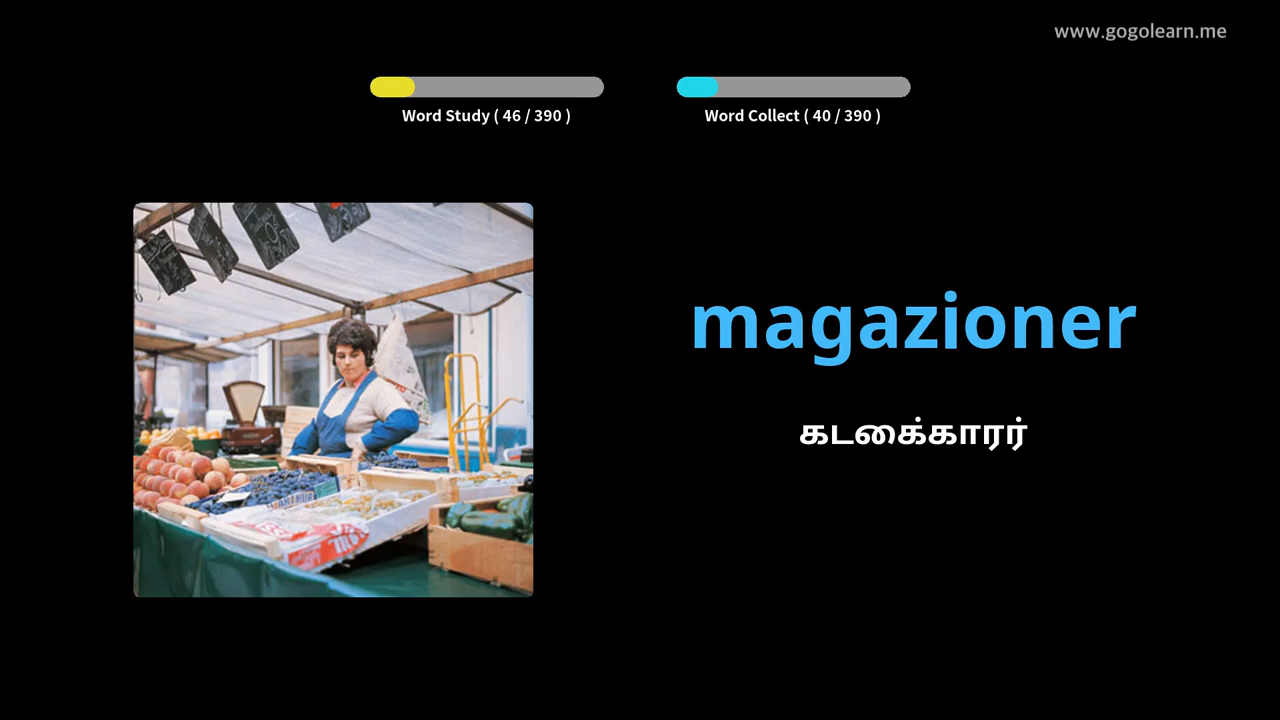 www.gogolearn.me
Word Study ( 46 / 390 )
Word Collect ( 40 / 390 )
magazioner
கடைக்காரர்